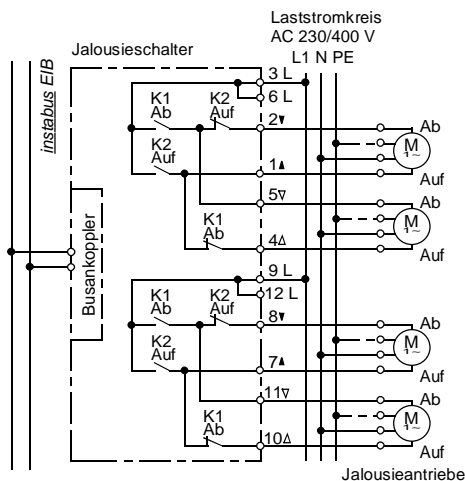 Laststromkreis
AC 230/400 V
L1 N PE
Jalousieschalter
instabus EIB
Busankoppler
3 L
6 L
K1
Ab
K2
Auf
2▼
Ab
M
1~
K2
Auf
1▲
Auf
5▽
Ab
K1
Ab
M
1~
4△
Auf
9 L
12 L
K1
Ab
K2
Auf
8▼
Ab
M
1~
K2
Auf
7▲
Auf
11▽
Ab
K1
Ab
M
1~
10△
Auf
Jalousieantriebe